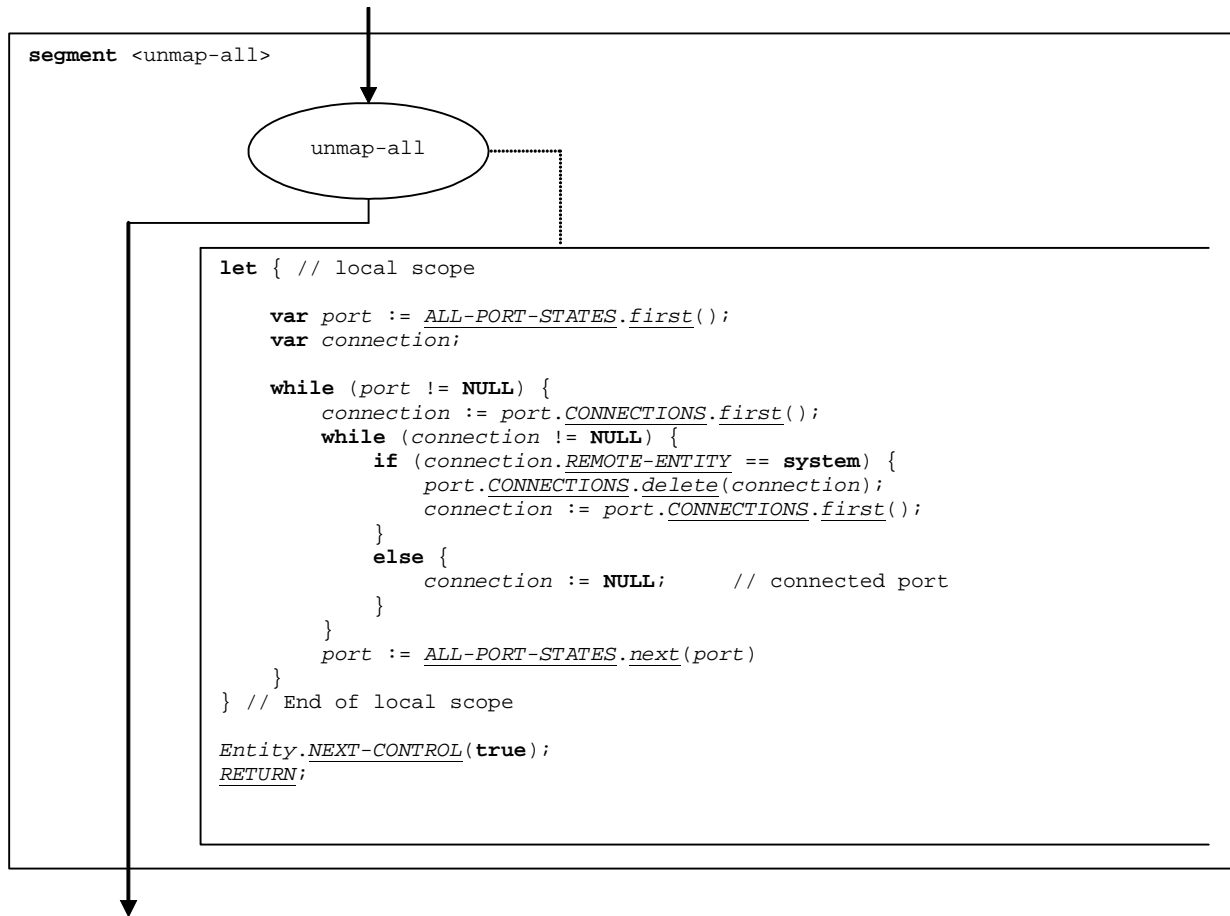 segment <unmap-all>
unmap-all
let { // local scope
var port := ALL-PORT-STATES.first();
var connection;
while (port != NULL) {
connection := port.CONNECTIONS.first();
while (connection != NULL) {
if (connection.REMOTE-ENTITY == system) {
port.CONNECTIONS.delete(connection);
connection := port.CONNECTIONS.first();
}
else {
connection := NULL; // connected port
}
}
port := ALL-PORT-STATES.next(port)
}
} // End of local scope
Entity.NEXT-CONTROL(true);
RETURN;